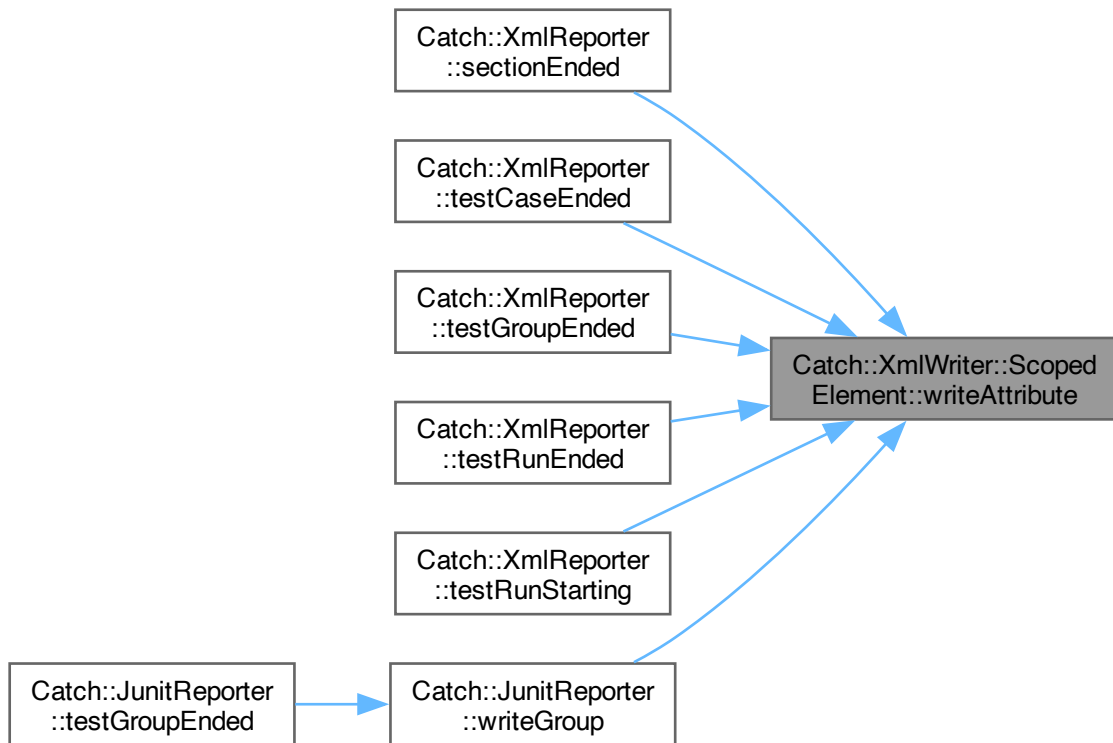 Catch::XmlReporter
::sectionEnded
Catch::XmlReporter
::testCaseEnded
Catch::XmlReporter
::testGroupEnded
Catch::XmlWriter::Scoped
Element::writeAttribute
Catch::XmlReporter
::testRunEnded
Catch::XmlReporter
::testRunStarting
Catch::JunitReporter
::testGroupEnded
Catch::JunitReporter
::writeGroup